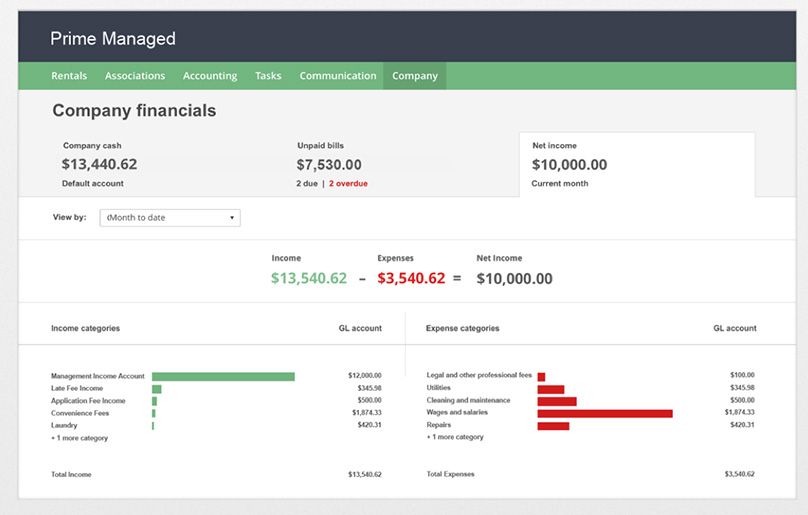 Prime Managed
Rentals Associations Accounting Tasks Communication Company
Company financials
Company cash
$13,440.62
Default account
Unpaid bills
$7,530.00
2 due | 2 overdue
Net income
$10,000.00
Current month
View by: Month to date
Income Expenses Net Income
$13,540.62 – $3,540.62 = $10,000.00
Income categories GL account
Management Income Account $12,000.00
Late Fee Income $345.98
Application Fee Income $500.00
Convenience Fees $1,874.33
Laundry $420.31
+ 1 more category
Total Income $13,540.62
Expense categories GL account
Legal and other professional fees $100.00
Utilities $345.98
Cleaning and maintenance $500.00
Wages and salaries $1,874.33
Repairs $420.31
+ 1 more category
Total Expenses $3,540.62